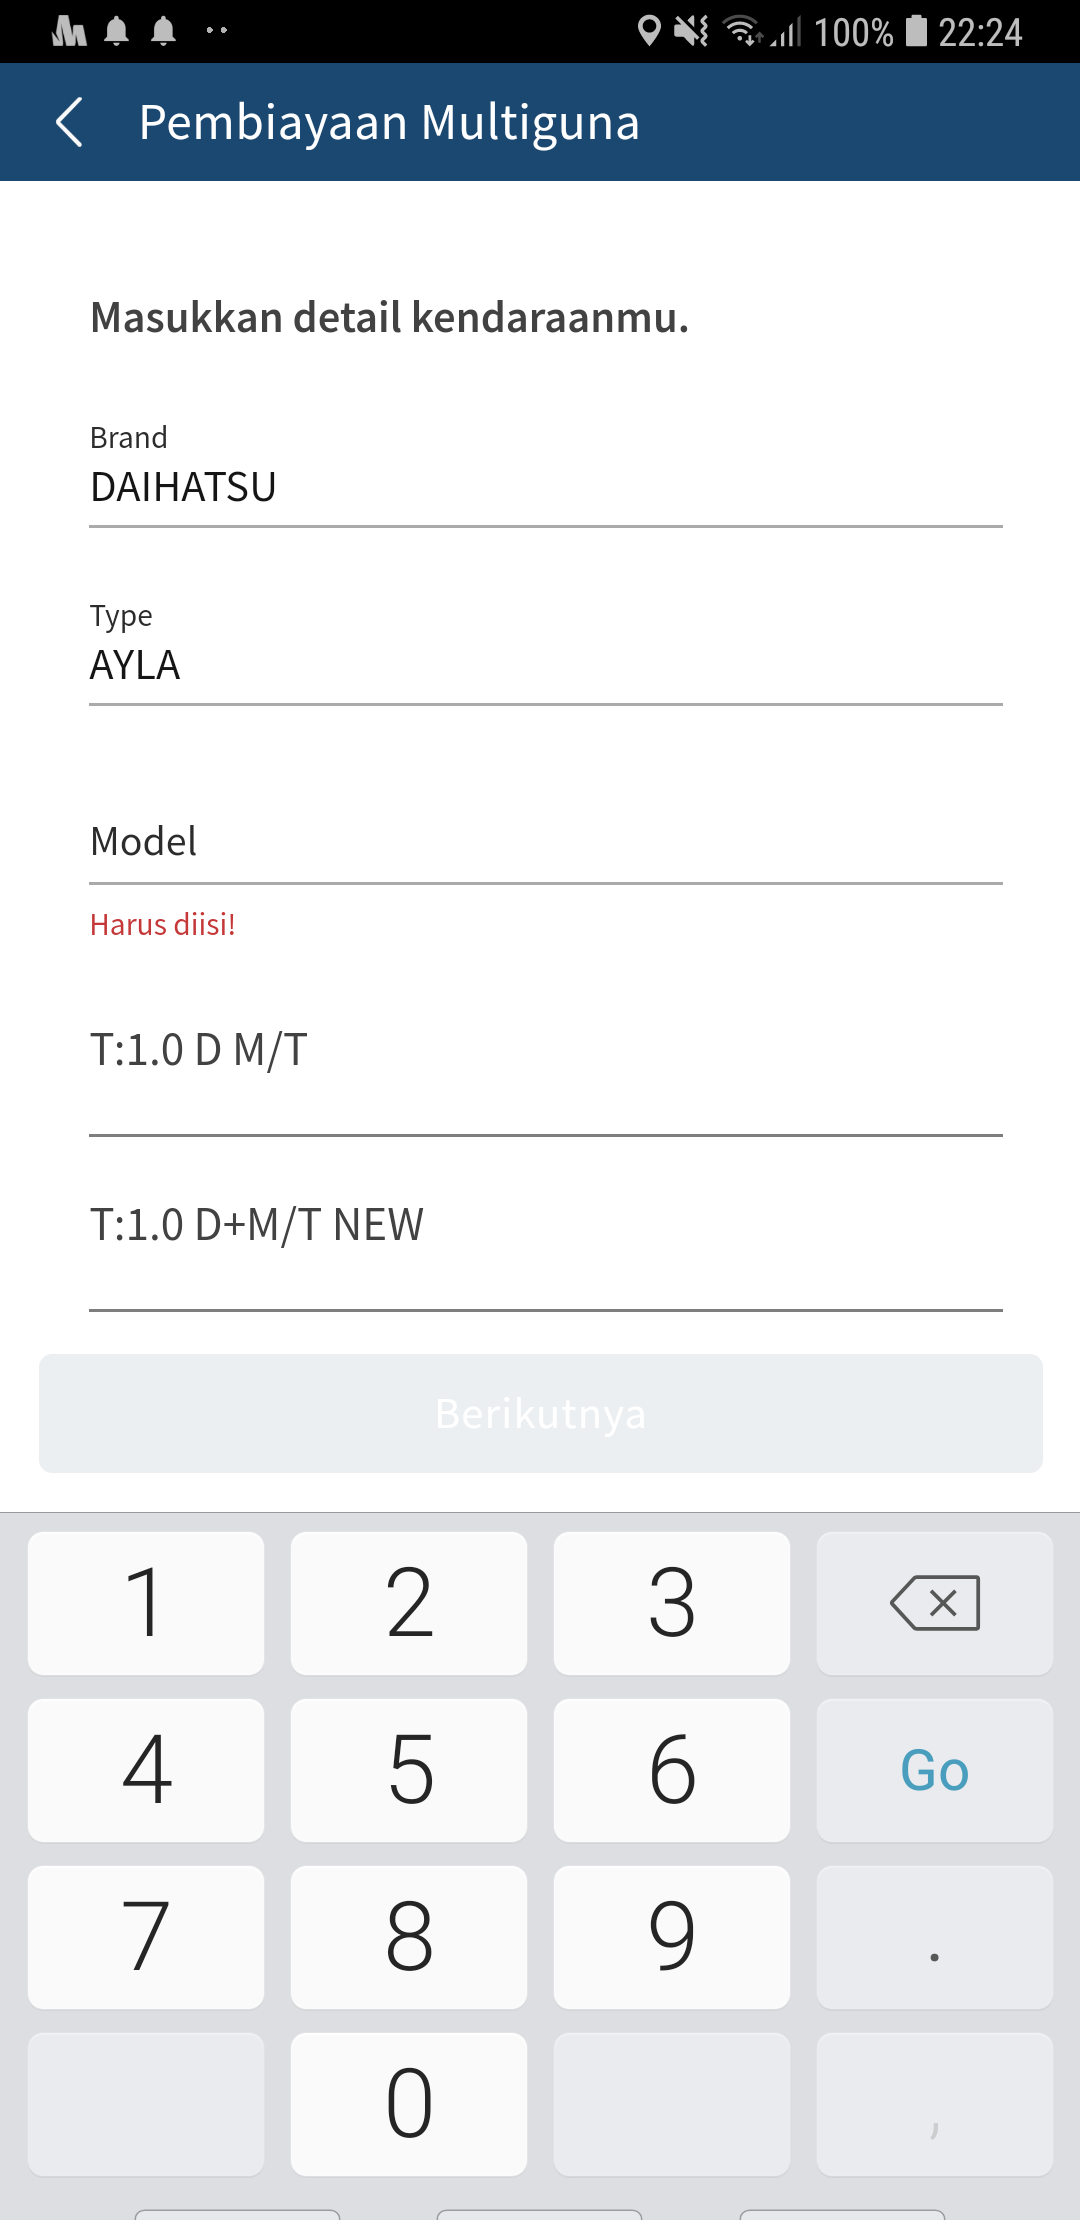 100% 22:24
Pembiayaan Multiguna
Masukkan detail kendaraanmu.
Brand
DAIHATSU
Type
AYLA
Model
Harus diisi!
T:1.0 D M/T
T:1.0 D+M/T NEW
Berikutnya
1 2 3
4 5 6 Go
7 8 9 .
0 ,